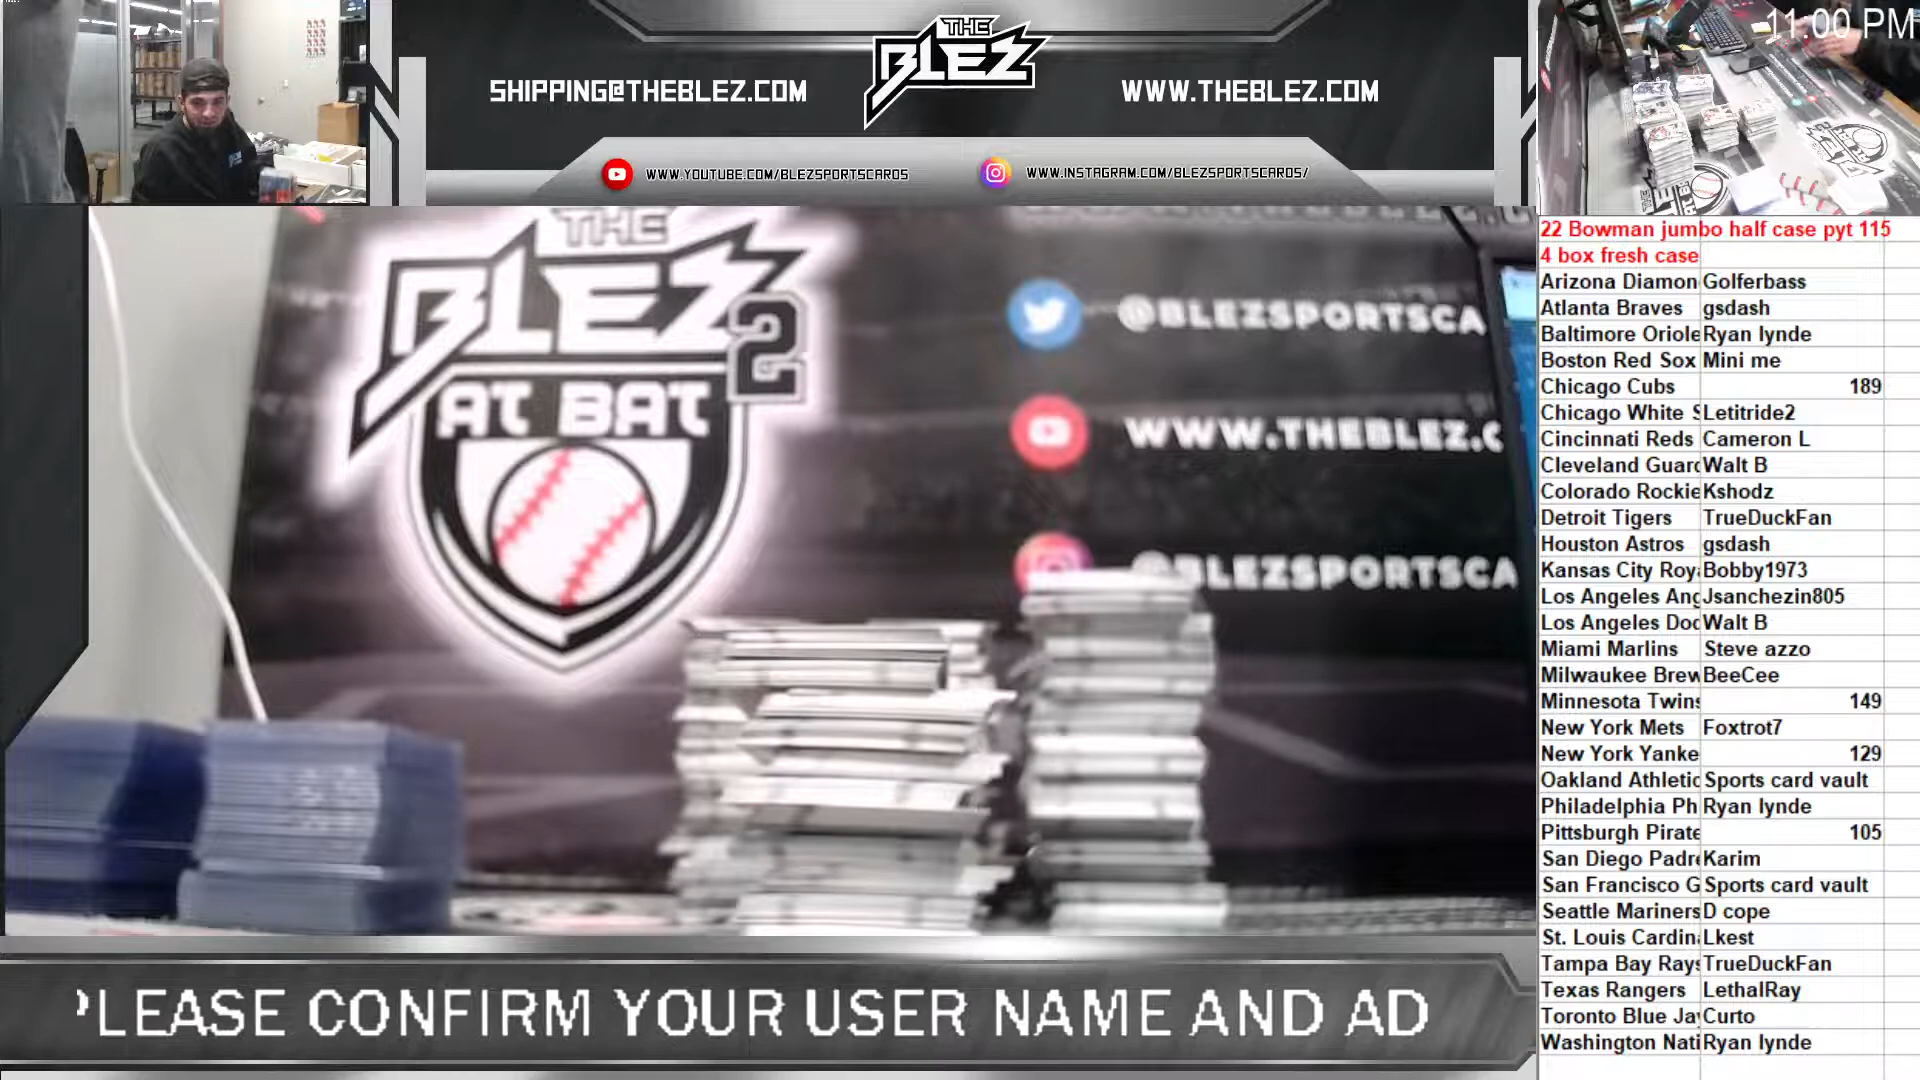 THE
BLEZ
SHIPPING@THEBLEZ.COM
WWW.THEBLEZ.COM
WWW.YOUTUBE.COM/BLEZSPORTSCARDS
WWW.INSTAGRAM.COM/BLEZSPORTSCARDS/
11:00 PM
THE
BLEZ
2
AT BAT
@BLEZSPORTSCA
WWW.THEBLEZ.C
@BLEZSPORTSCA
22 Bowman jumbo half case pyt 115
4 box fresh case
Arizona Diamon Golferbass
Atlanta Braves gsdash
Baltimore Oriole Ryan lynde
Boston Red Sox Mini me
Chicago Cubs 189
Chicago White S Letitride2
Cincinnati Reds Cameron L
Cleveland Guard Walt B
Colorado Rockie Kshodz
Detroit Tigers TrueDuckFan
Houston Astros gsdash
Kansas City Roya Bobby1973
Los Angeles Ang Jsanchezin805
Los Angeles Dod Walt B
Miami Marlins Steve azzo
Milwaukee Brew BeeCee
Minnesota Twins 149
New York Mets Foxtrot7
New York Yanke 129
Oakland Athletic Sports card vault
Philadelphia Ph Ryan lynde
Pittsburgh Pirate 105
San Diego Padre Karim
San Francisco G Sports card vault
Seattle Mariners D cope
St. Louis Cardina Lkest
Tampa Bay Rays TrueDuckFan
Texas Rangers LethalRay
Toronto Blue Jay Curto
Washington Nati Ryan lynde
PLEASE CONFIRM YOUR USER NAME AND AD